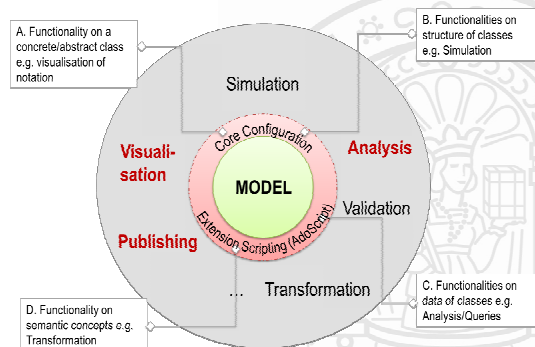 A. Functionality on a
concrete/abstract class
e.g. visualisation of
notation
B. Functionalities on
structure of classes
e.g. Simulation
Simulation
Core Configuration
Visuali-
sation
Analysis
MODEL
Validation
Publishing
Extension Scripting (AdoScript)
... Transformation
C. Functionalities on
data of classes e.g.
Analysis/Queries
D. Functionality on
semantic concepts e.g.
Transformation